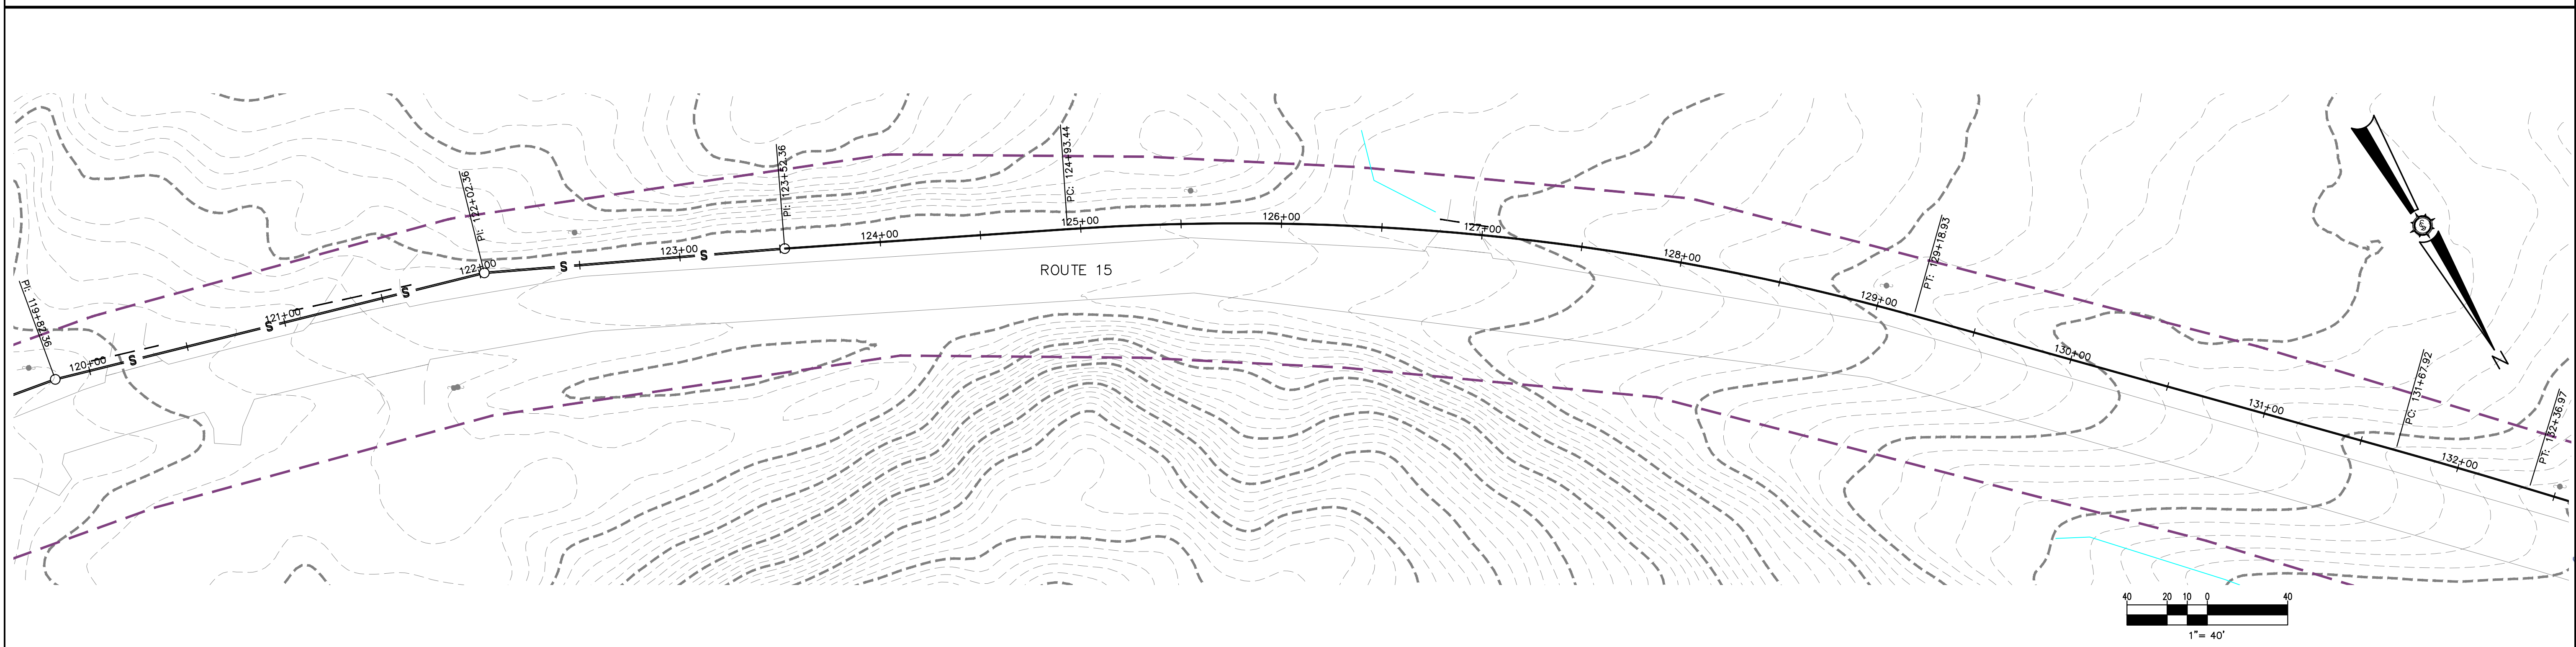 PI: 119+82.36
120+00
S
121+00
S
S
PI: 122+02.36
122+00
S
123+00
S
PI: 123+52.36
124+00
PC: 124+93.44
125+00
ROUTE 15
126+00
127+00
128+00
129+00
PT: 129+18.93
130+00
131+00
PC: 131+67.92
132+00
PT: 132+36.97
N
40 20 10 0 40
1"= 40'